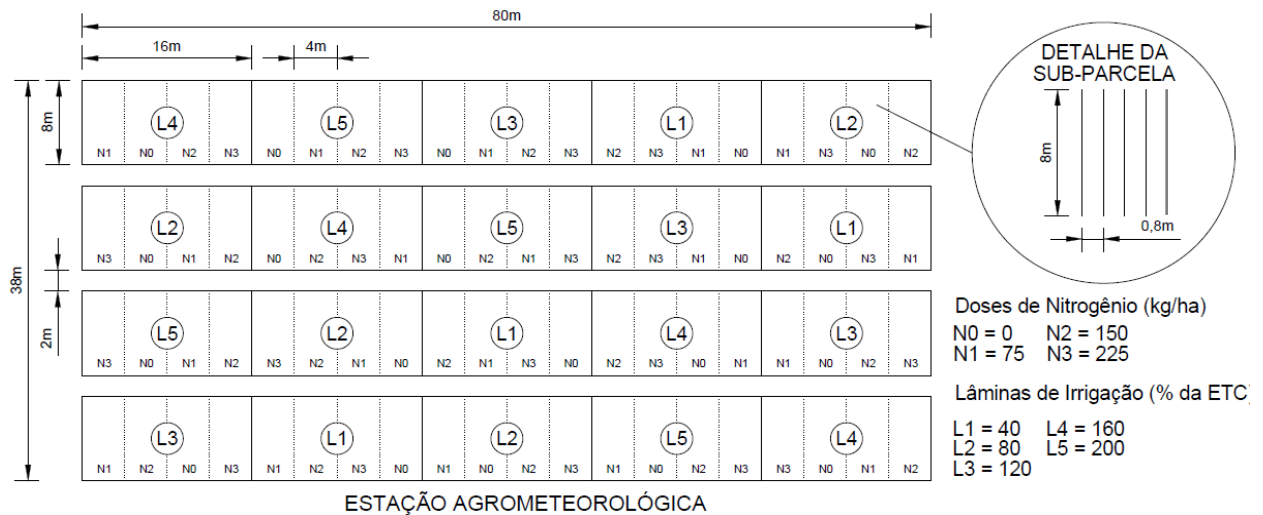 80m
16m
4m
8m
L4 L5 L3 L1 L2
N1 N0 N2 N3 N0 N1 N2 N3 N0 N1 N2 N3 N2 N3 N1 N0 N1 N3 N0 N2
L2 L4 L5 L3 L1
N3 N0 N1 N2 N0 N2 N3 N1 N0 N1 N2 N3 N2 N3 N1 N0 N2 N0 N3 N1
38m
2m
L5 L2 L1 L4 L3
N3 N0 N1 N2 N3 N2 N1 N0 N2 N1 N0 N3 N2 N3 N0 N1 N1 N0 N2 N3
L3 L1 L2 L5 L4
N1 N2 N0 N3 N1 N2 N3 N0 N1 N0 N2 N3 N1 N0 N2 N3 N3 N0 N1 N2
ESTAÇÃO AGROMETEOROLÓGICA
DETALHE DA
SUB-PARCELA
8m
0,8m
Doses de Nitrogênio (kg/ha)
N0 = 0 N2 = 150
N1 = 75 N3 = 225
Lâminas de Irrigação (% da ETC)
L1 = 40 L4 = 160
L2 = 80 L5 = 200
L3 = 120